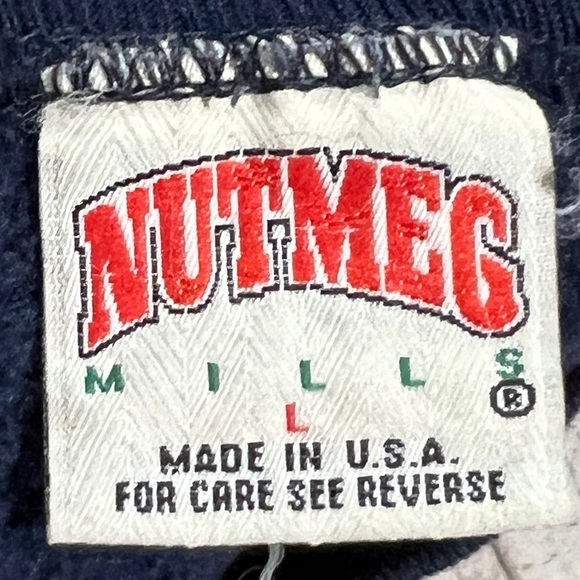 NUTMEG
MILLS
®
L
MADE IN U.S.A.
FOR CARE SEE REVERSE